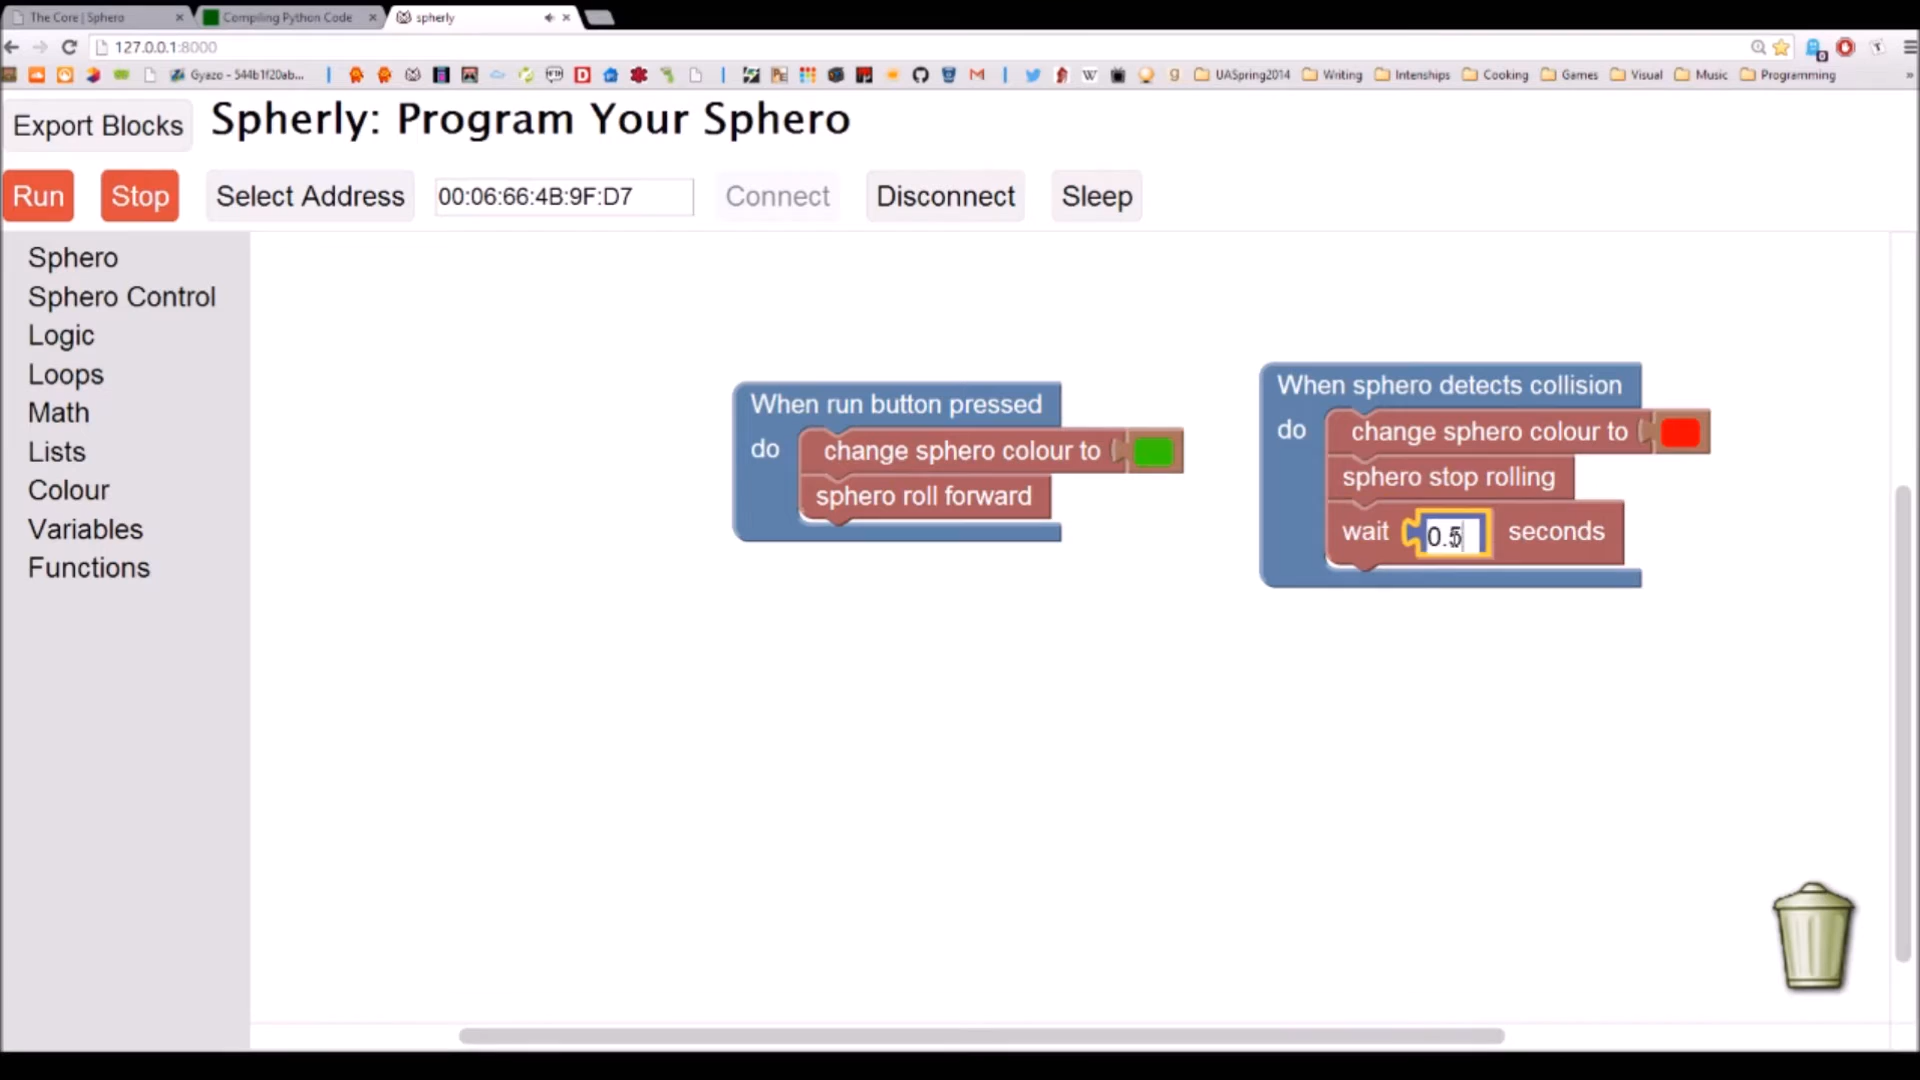 The Core | Sphero
Compiling Python Code
spherly
127.0.0.1:8000
Gyazo - 544b1f20ab...
UASpring2014
Writing
Intenships
Cooking
Games
Visual
Music
Programming
Export Blocks
Spherly: Program Your Sphero
Run
Stop
Select Address
00:06:66:4B:9F:D7
Connect
Disconnect
Sleep
Sphero
Sphero Control
Logic
Loops
Math
Lists
Colour
Variables
Functions
When run button pressed
do
change sphero colour to
sphero roll forward
When sphero detects collision
do
change sphero colour to
sphero stop rolling
wait 0.5 seconds